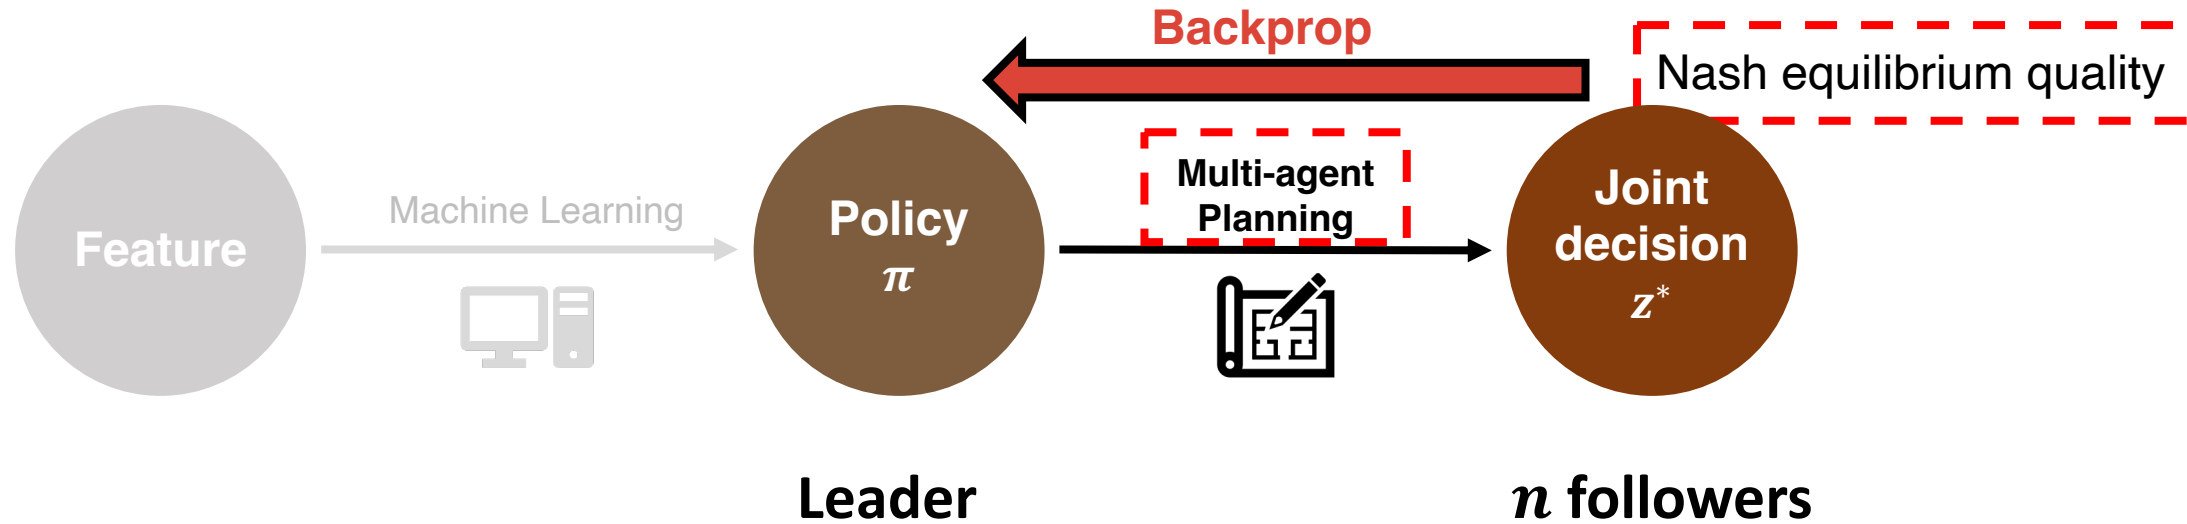 Backprop
Nash equilibrium quality
Feature
Machine Learning
Policy
π
Multi-agent
Planning
Joint
decision
z*
Leader
n followers